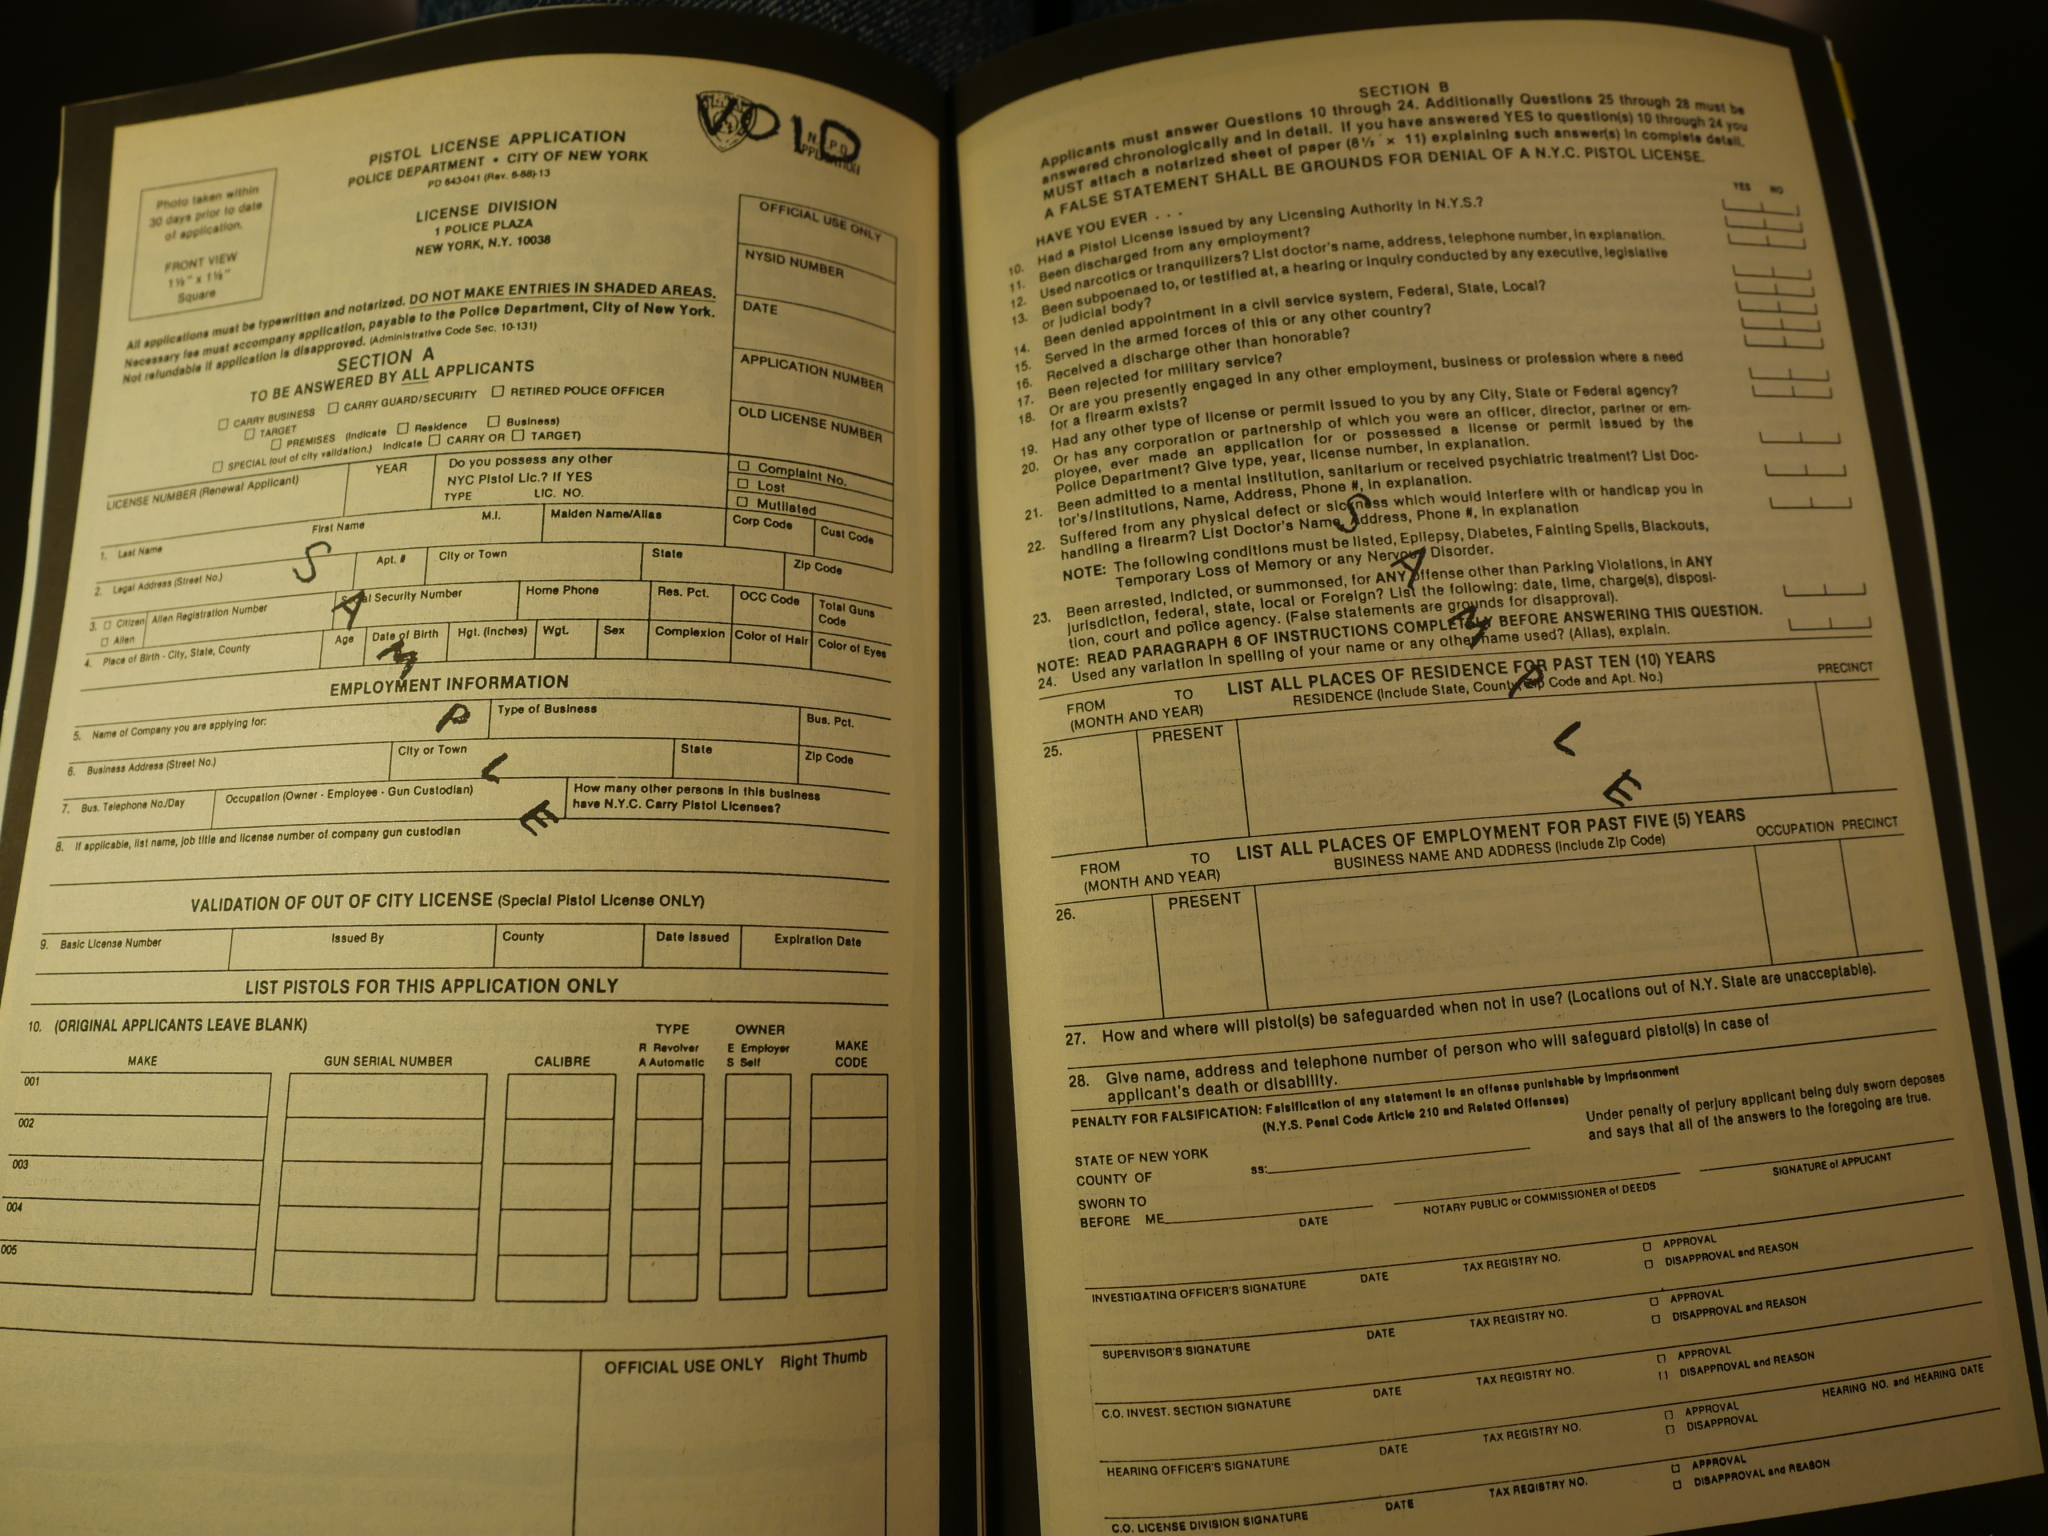 VOID
N.Y.P.D.
PISTOL LICENSE APPLICATION
POLICE DEPARTMENT • CITY OF NEW YORK
PD 643-041 (Rev. 6-88)-13
Photo taken within
30 days prior to date
of application.
FRONT VIEW
1½" x 1½"
Square
LICENSE DIVISION
1 POLICE PLAZA
NEW YORK, N.Y. 10038
All applications must be typewritten and notarized. DO NOT MAKE ENTRIES IN SHADED AREAS.
Necessary fee must accompany application, payable to the Police Department, City of New York.
Not refundable if application is disapproved. (Administrative Code Sec. 10-131)
OFFICIAL USE ONLY
NYSID NUMBER
DATE
APPLICATION NUMBER
OLD LICENSE NUMBER
☐ Complaint No.
☐ Lost
☐ Mutilated
SECTION A
TO BE ANSWERED BY ALL APPLICANTS
☐ CARRY BUSINESS ☐ CARRY GUARD/SECURITY ☐ RETIRED POLICE OFFICER
☐ TARGET
☐ PREMISES (Indicate ☐ Residence ☐ Business)
☐ SPECIAL (out of city validation.) Indicate ☐ CARRY OR ☐ TARGET)
LICENSE NUMBER (Renewal Applicant) YEAR Do you possess any other
NYC Pistol Lic.? If YES
TYPE LIC. NO.
1. Last Name First Name M.I. Maiden Name/Alias Corp Code Cust Code
2. Legal Address (Street No.) Apt. # City or Town State Zip Code
3. ☐ Citizen Alien Registration Number Social Security Number Home Phone Res. Pct. OCC Code Total Guns
☐ Alien Code
4. Place of Birth - City, State, County Age Date of Birth Hgt. (Inches) Wgt. Sex Complexion Color of Hair Color of Eyes
SAMPLE
EMPLOYMENT INFORMATION
5. Name of Company you are applying for: Type of Business Bus. Pct.
6. Business Address (Street No.) City or Town State Zip Code
7. Bus. Telephone No./Day Occupation (Owner - Employee - Gun Custodian) How many other persons in this business
have N.Y.C. Carry Pistol Licenses?
8. If applicable, list name, job title and license number of company gun custodian
VALIDATION OF OUT OF CITY LICENSE (Special Pistol License ONLY)
9. Basic License Number Issued By County Date Issued Expiration Date
LIST PISTOLS FOR THIS APPLICATION ONLY
10. (ORIGINAL APPLICANTS LEAVE BLANK)
TYPE OWNER
R Revolver E Employer MAKE
MAKE GUN SERIAL NUMBER CALIBRE A Automatic S Self CODE
001
002
003
004
005
OFFICIAL USE ONLY Right Thumb
SECTION B
Applicants must answer Questions 10 through 24. Additionally Questions 25 through 28 must be
answered chronologically and in detail. If you have answered YES to question(s) 10 through 24 you
MUST attach a notarized sheet of paper (8½ × 11) explaining such answer(s) in complete detail.
A FALSE STATEMENT SHALL BE GROUNDS FOR DENIAL OF A N.Y.C. PISTOL LICENSE.
YES NO
HAVE YOU EVER . . .
10. Had a Pistol License issued by any Licensing Authority in N.Y.S.?
11. Been discharged from any employment?
12. Used narcotics or tranquilizers? List doctor's name, address, telephone number, in explanation.
13. Been subpoenaed to, or testified at, a hearing or inquiry conducted by any executive, legislative
or judicial body?
14. Been denied appointment in a civil service system, Federal, State, Local?
15. Served in the armed forces of this or any other country?
16. Received a discharge other than honorable?
17. Been rejected for military service?
18. Or are you presently engaged in any other employment, business or profession where a need
for a firearm exists?
19. Had any other type of license or permit issued to you by any City, State or Federal agency?
20. Or has any corporation or partnership of which you were an officer, director, partner or em-
ployee, ever made an application for or possessed a license or permit issued by the
Police Department? Give type, year, license number, in explanation.
21. Been admitted to a mental institution, sanitarium or received psychiatric treatment? List Doc-
tor's/Institutions, Name, Address, Phone #, in explanation.
22. Suffered from any physical defect or sickness which would interfere with or handicap you in
handling a firearm? List Doctor's Name, Address, Phone #, in explanation
NOTE: The following conditions must be listed, Epilepsy, Diabetes, Fainting Spells, Blackouts,
Temporary Loss of Memory or any Nervous Disorder.
23. Been arrested, indicted, or summonsed, for ANY offense other than Parking Violations, in ANY
jurisdiction, federal, state, local or Foreign? List the following: date, time, charge(s), disposi-
tion, court and police agency. (False statements are grounds for disapproval).
NOTE: READ PARAGRAPH 6 OF INSTRUCTIONS COMPLETELY BEFORE ANSWERING THIS QUESTION.
24. Used any variation in spelling of your name or any other name used? (Alias), explain.
SAMPLE
LIST ALL PLACES OF RESIDENCE FOR PAST TEN (10) YEARS
FROM TO RESIDENCE (Include State, County, Zip Code and Apt. No.) PRECINCT
(MONTH AND YEAR)
25. PRESENT
LIST ALL PLACES OF EMPLOYMENT FOR PAST FIVE (5) YEARS
FROM TO BUSINESS NAME AND ADDRESS (Include Zip Code) OCCUPATION PRECINCT
(MONTH AND YEAR)
26. PRESENT
27. How and where will pistol(s) be safeguarded when not in use? (Locations out of N.Y. State are unacceptable).
28. Give name, address and telephone number of person who will safeguard pistol(s) in case of
applicant's death or disability.
PENALTY FOR FALSIFICATION: Falsification of any statement is an offense punishable by imprisonment
(N.Y.S. Penal Code Article 210 and Related Offenses)
Under penalty of perjury applicant being duly sworn deposes
and says that all of the answers to the foregoing are true.
STATE OF NEW YORK
COUNTY OF ss:
SIGNATURE of APPLICANT
SWORN TO
BEFORE ME DATE NOTARY PUBLIC or COMMISSIONER of DEEDS
☐ APPROVAL
INVESTIGATING OFFICER'S SIGNATURE DATE TAX REGISTRY NO. ☐ DISAPPROVAL and REASON
☐ APPROVAL
SUPERVISOR'S SIGNATURE DATE TAX REGISTRY NO. ☐ DISAPPROVAL and REASON
☐ APPROVAL
C.O. INVEST. SECTION SIGNATURE DATE TAX REGISTRY NO. ☐ DISAPPROVAL and REASON
HEARING NO. and HEARING DATE
☐ APPROVAL
HEARING OFFICER'S SIGNATURE DATE TAX REGISTRY NO. ☐ DISAPPROVAL
☐ APPROVAL
C.O. LICENSE DIVISION SIGNATURE DATE TAX REGISTRY NO. ☐ DISAPPROVAL and REASON